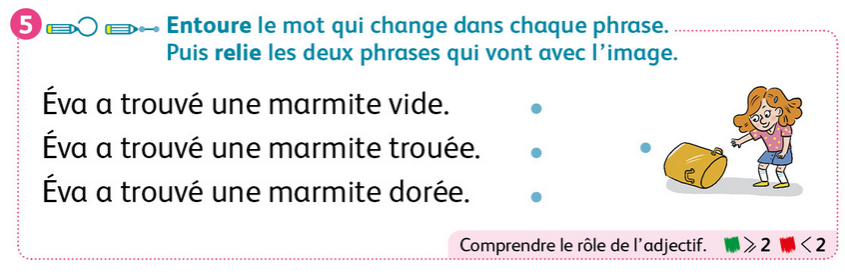 5 Entoure le mot qui change dans chaque phrase.
Puis relie les deux phrases qui vont avec l'image.
Éva a trouvé une marmite vide.
Éva a trouvé une marmite trouée.
Éva a trouvé une marmite dorée.
Comprendre le rôle de l'adjectif. ⩾ 2 < 2